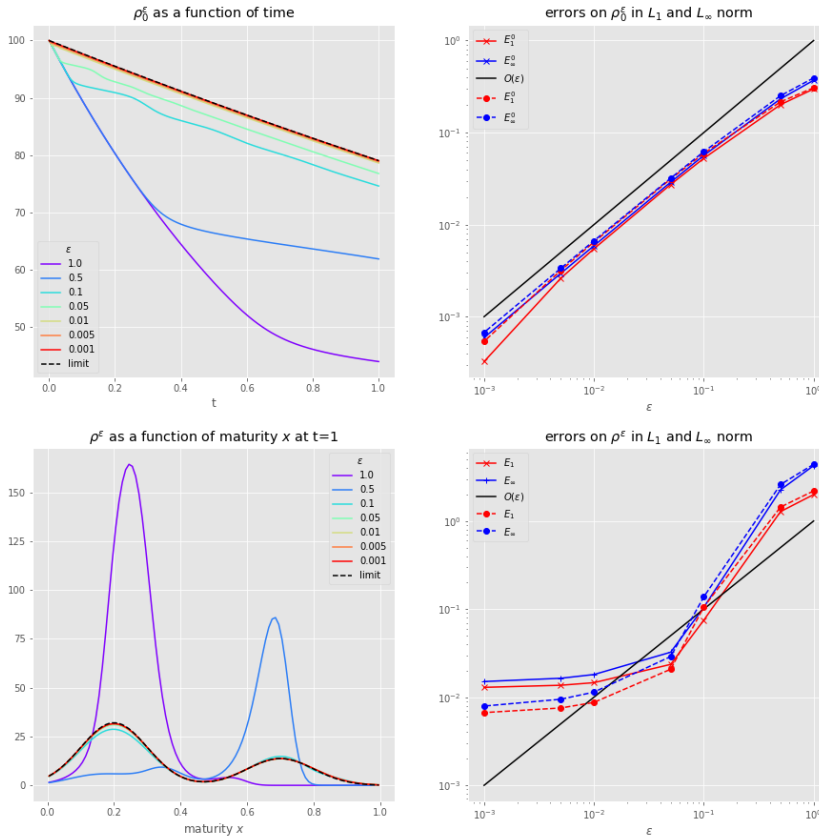 ρ₀^ε as a function of time
100
90
80
70
60
50
ε
1.0
0.5
0.1
0.05
0.01
0.005
0.001
limit
0.0 0.2 0.4 0.6 0.8 1.0
t
errors on ρ₀^ε in L₁ and L∞ norm
E₁⁰
E∞⁰
O(ε)
E₁⁰
E∞⁰
10⁰
10⁻¹
10⁻²
10⁻³
10⁻³ 10⁻² 10⁻¹ 10⁰
ε
ρ^ε as a function of maturity x at t=1
150
125
100
75
50
25
0
ε
1.0
0.5
0.1
0.05
0.01
0.005
0.001
limit
0.0 0.2 0.4 0.6 0.8 1.0
maturity x
errors on ρ^ε in L₁ and L∞ norm
E₁
E∞
O(ε)
E₁
E∞
10⁰
10⁻¹
10⁻²
10⁻³
10⁻³ 10⁻² 10⁻¹ 10⁰
ε